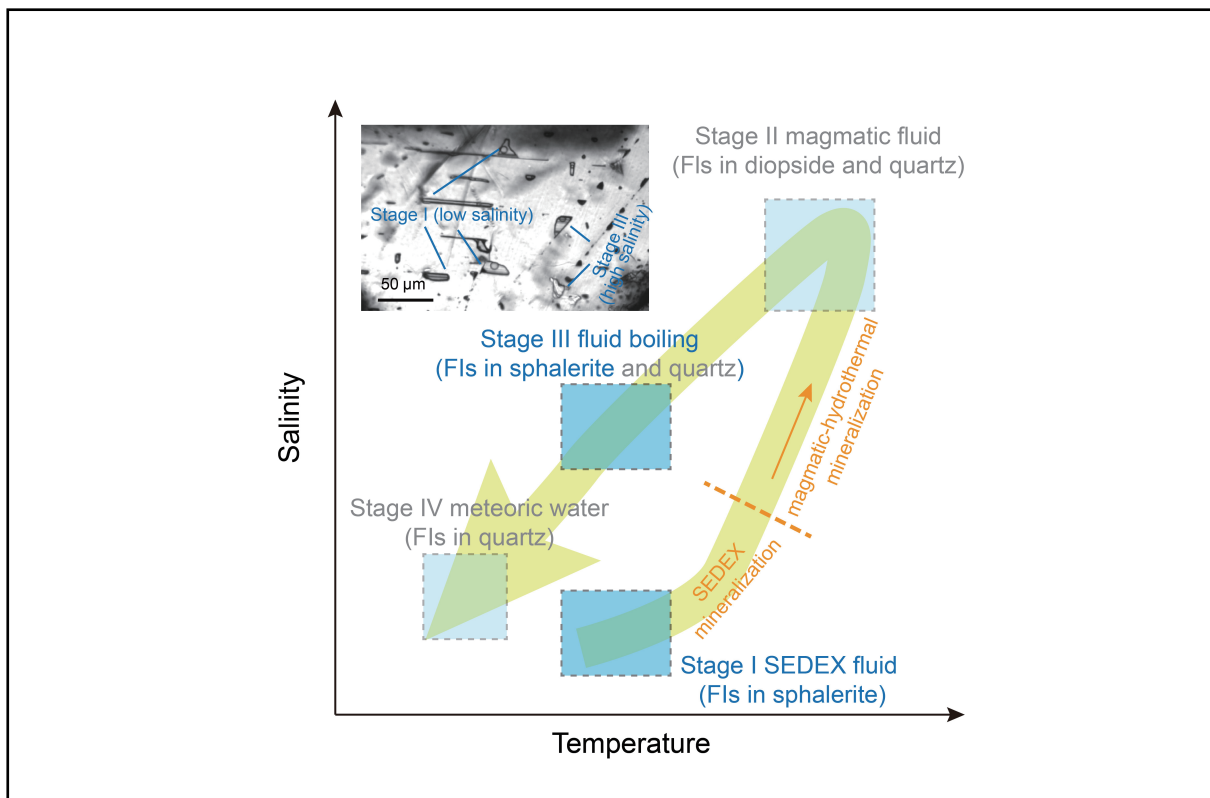 Stage II magmatic fluid
(FIs in diopside and quartz)
Stage I (low salinity)
Stage III
(high salinity)
50 µm
Stage III fluid boiling
(FIs in sphalerite and quartz)
magmatic-hydrothermal
mineralization
Salinity
Stage IV meteoric water
(FIs in quartz)
SEDEX
mineralization
Stage I SEDEX fluid
(FIs in sphalerite)
Temperature